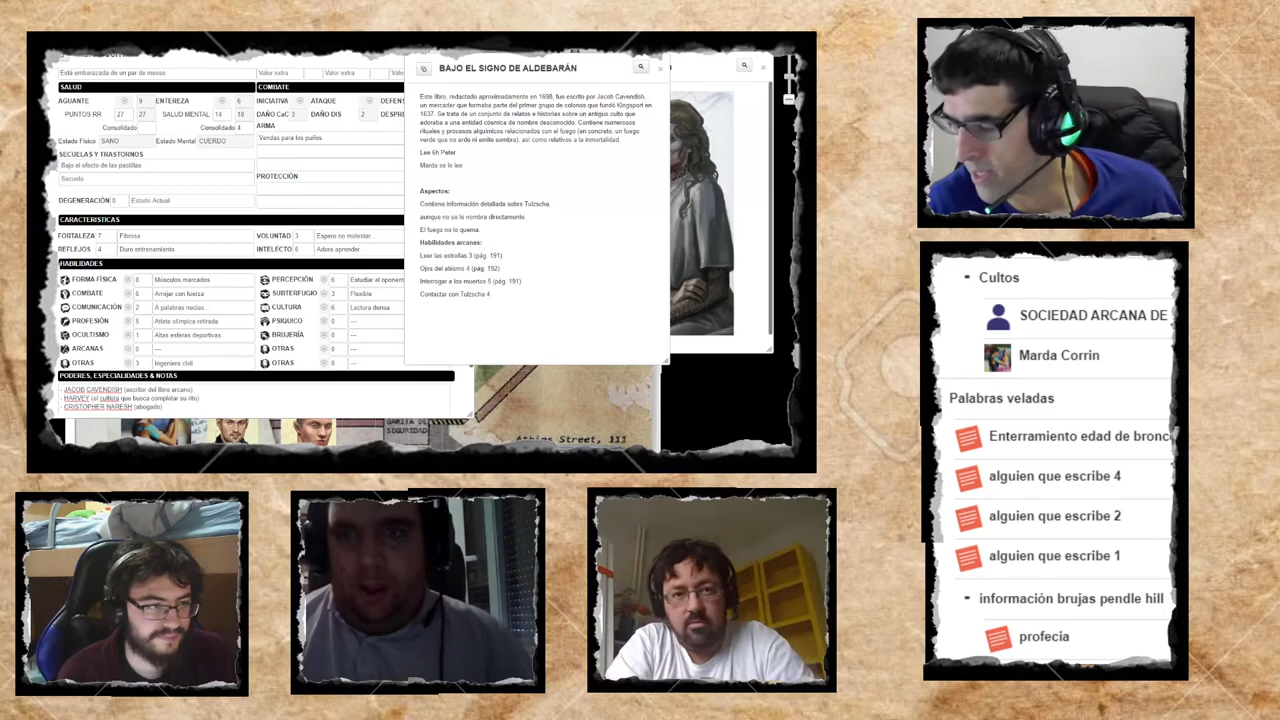 Está embarazada de un par de meses
Valor extra
Valor extra
Valor
SALUD
COMBATE
AGUANTE 9 ENTEREZA 6
INICIATIVA ATAQUE DEFENS
PUNTOS RR 27 27 SALUD MENTAL 14 18
DAÑO CaC 3 DAÑO DIS 2 DESPR
Consolidado Consolidado 4
ARMA
Vendas para los puños
Estado Físico SANO Estado Mental CUERDO
SECUELAS Y TRASTORNOS
Bajo el efecto de las pastillas
Secuela
PROTECCIÓN
DEGENERACIÓN 0 Estado Actual
CARACTERISTICAS
FORTALEZA 7 Fibrosa VOLUNTAD 3 Espero no molestar...
REFLEJOS 4 Duro entrenamiento INTELECTO 6 Adora aprender
HABILIDADES
FORMA FÍSICA 8 Músculos marcados PERCEPCIÓN 6 Estudiar al oponent
COMBATE 6 Arrojar con fuerza SUBTERFUGIO 3 Flexible
COMUNICACIÓN 2 A palabras necias... CULTURA 6 Lectura densa
PROFESIÓN 5 Atleta olímpica retirada PSIQUICO 0 ---
OCULTISMO 1 Altas esferas deportivas BRUJERÍA 0 ---
ARCANAS 0 --- OTRAS 0 ---
OTRAS 3 Ingeniera civil OTRAS 0 ---
PODERES, ESPECIALIDADES & NOTAS
- JACOB CAVENDISH (escritor del libro arcano)
- HARVEY (el cultista que busca completar su rito)
- CRISTOPHER NARESH (abogado)
BAJO EL SIGNO DE ALDEBARÁN
Este libro, redactado aproximadamente en 1698, fue escrito por Jacob Cavendish,
un mercader que formaba parte del primer grupo de colonos que fundó Kingsport en
1637. Se trata de un conjunto de relatos e historias sobre un antiguo culto que
adoraba a una entidad cósmica de nombre desconocido. Contiene numerosos
rituales y procesos alquímicos relacionados con el fuego (en concreto, un fuego
verde que no arde ni emite sombra), así como relativos a la inmortalidad.
Lee 6h Peter
Marda se lo lee
Aspectos:
Contiene información detallada sobre Tulzscha,
aunque no se le nombra directamente.
El fuego no lo quema.
Habilidades arcanas:
Leer las estrellas 3 (pág. 191)
Ojos del abismo 4 (pág. 192)
Interrogar a los muertos 5 (pág. 191)
Contactar con Tulzscha 4
GARITA DE
SEGURIDAD
Athins Street, 111
- Cultos
SOCIEDAD ARCANA DE
Marda Corrin
Palabras veladas
Enterramiento edad de bronc
alguien que escribe 4
alguien que escribe 2
alguien que escribe 1
- información brujas pendle hill
profecia